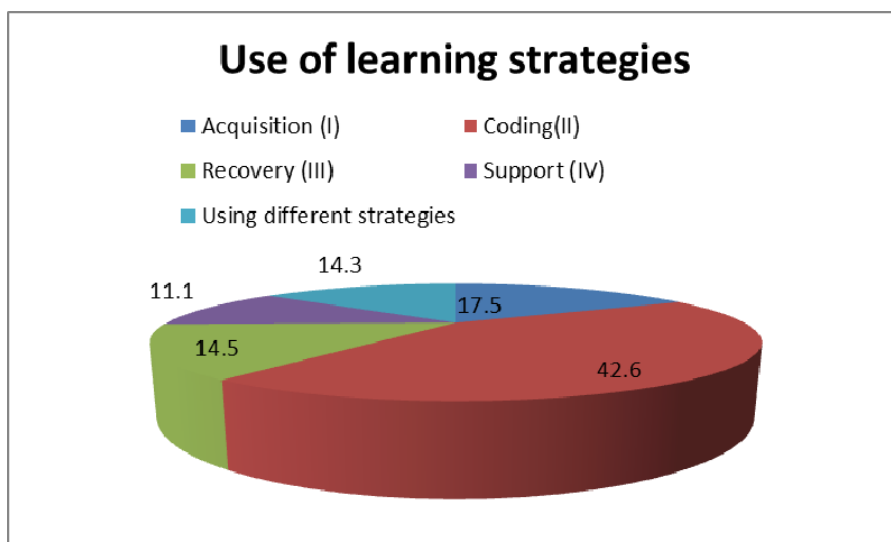 Use of learning strategies
Acquisition (I) Coding(II)
Recovery (III) Support (IV)
Using different strategies
14.3
11.1
17.5
14.5
42.6